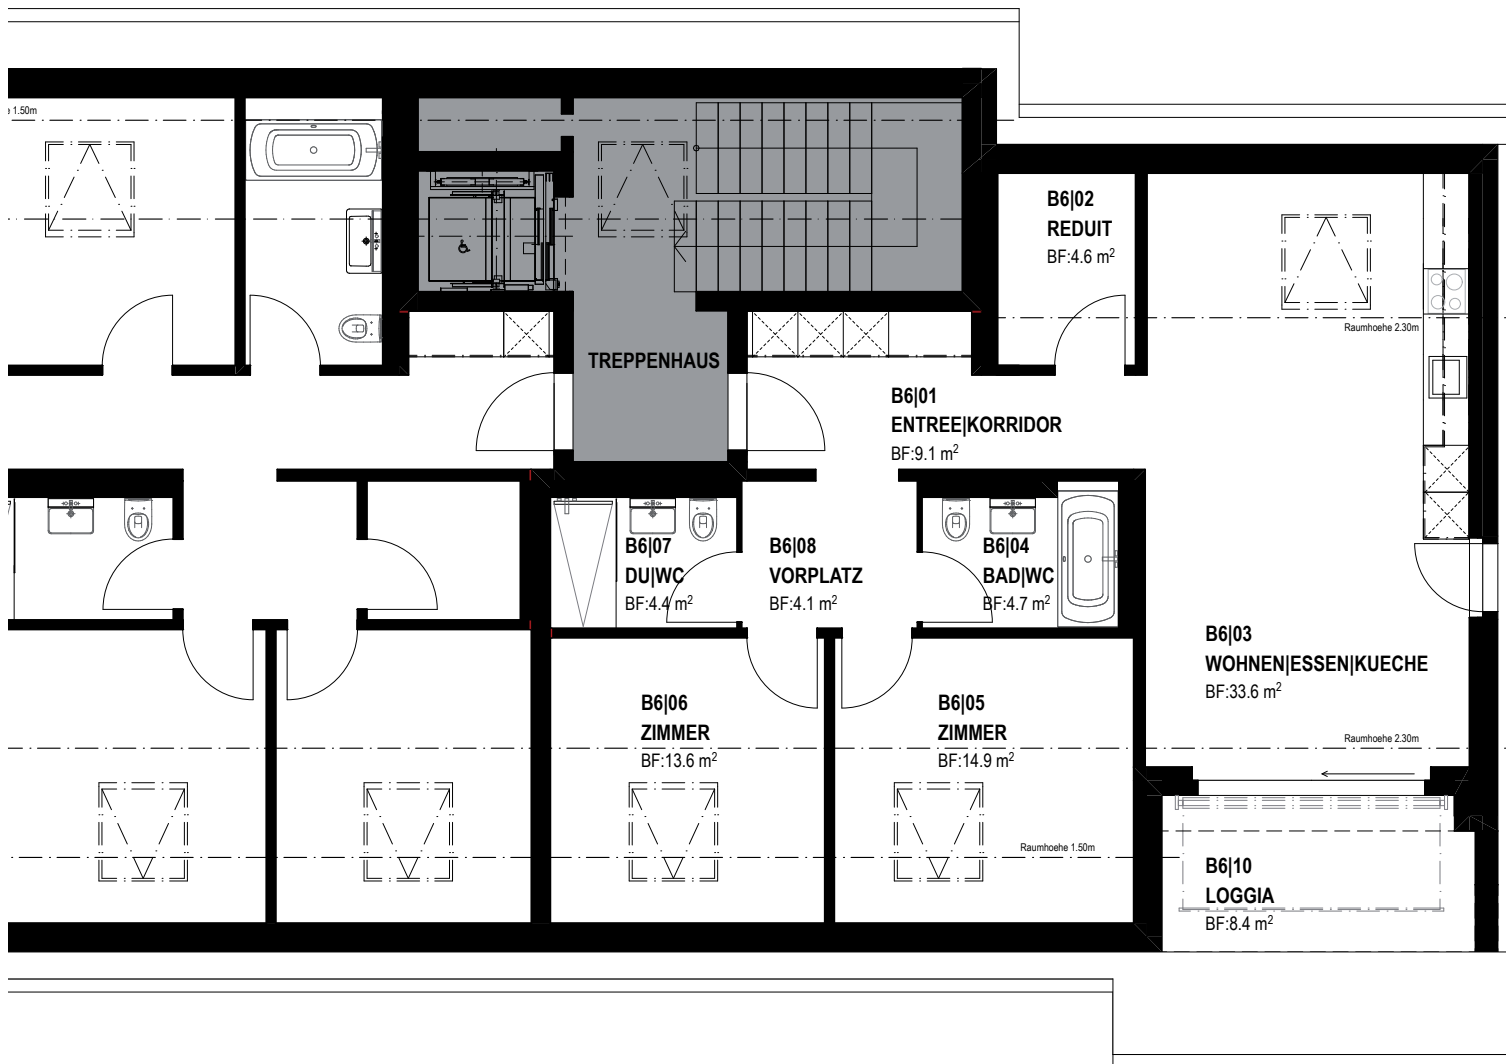 e 1.50m
B6|02
REDUIT
BF:4.6 m²
Raumhoehe 2.30m
TREPPENHAUS
B6|01
ENTREE|KORRIDOR
BF:9.1 m²
B6|07
DU|WC
BF:4.4 m²
B6|08
VORPLATZ
BF:4.1 m²
B6|04
BAD|WC
BF:4.7 m²
B6|03
WOHNEN|ESSEN|KUECHE
BF:33.6 m²
B6|06
ZIMMER
BF:13.6 m²
B6|05
ZIMMER
BF:14.9 m²
Raumhoehe 2.30m
Raumhoehe 1.50m
B6|10
LOGGIA
BF:8.4 m²